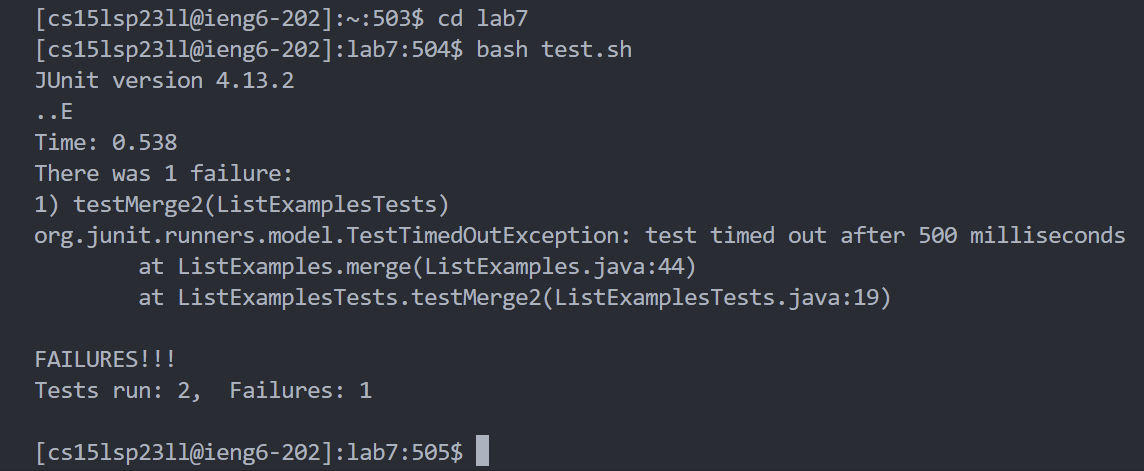 [cs15lsp23ll@ieng6-202]:~:503$ cd lab7
[cs15lsp23ll@ieng6-202]:lab7:504$ bash test.sh
JUnit version 4.13.2
..E
Time: 0.538
There was 1 failure:
1) testMerge2(ListExamplesTests)
org.junit.runners.model.TestTimedOutException: test timed out after 500 milliseconds
        at ListExamples.merge(ListExamples.java:44)
        at ListExamplesTests.testMerge2(ListExamplesTests.java:19)

FAILURES!!!
Tests run: 2,  Failures: 1

[cs15lsp23ll@ieng6-202]:lab7:505$